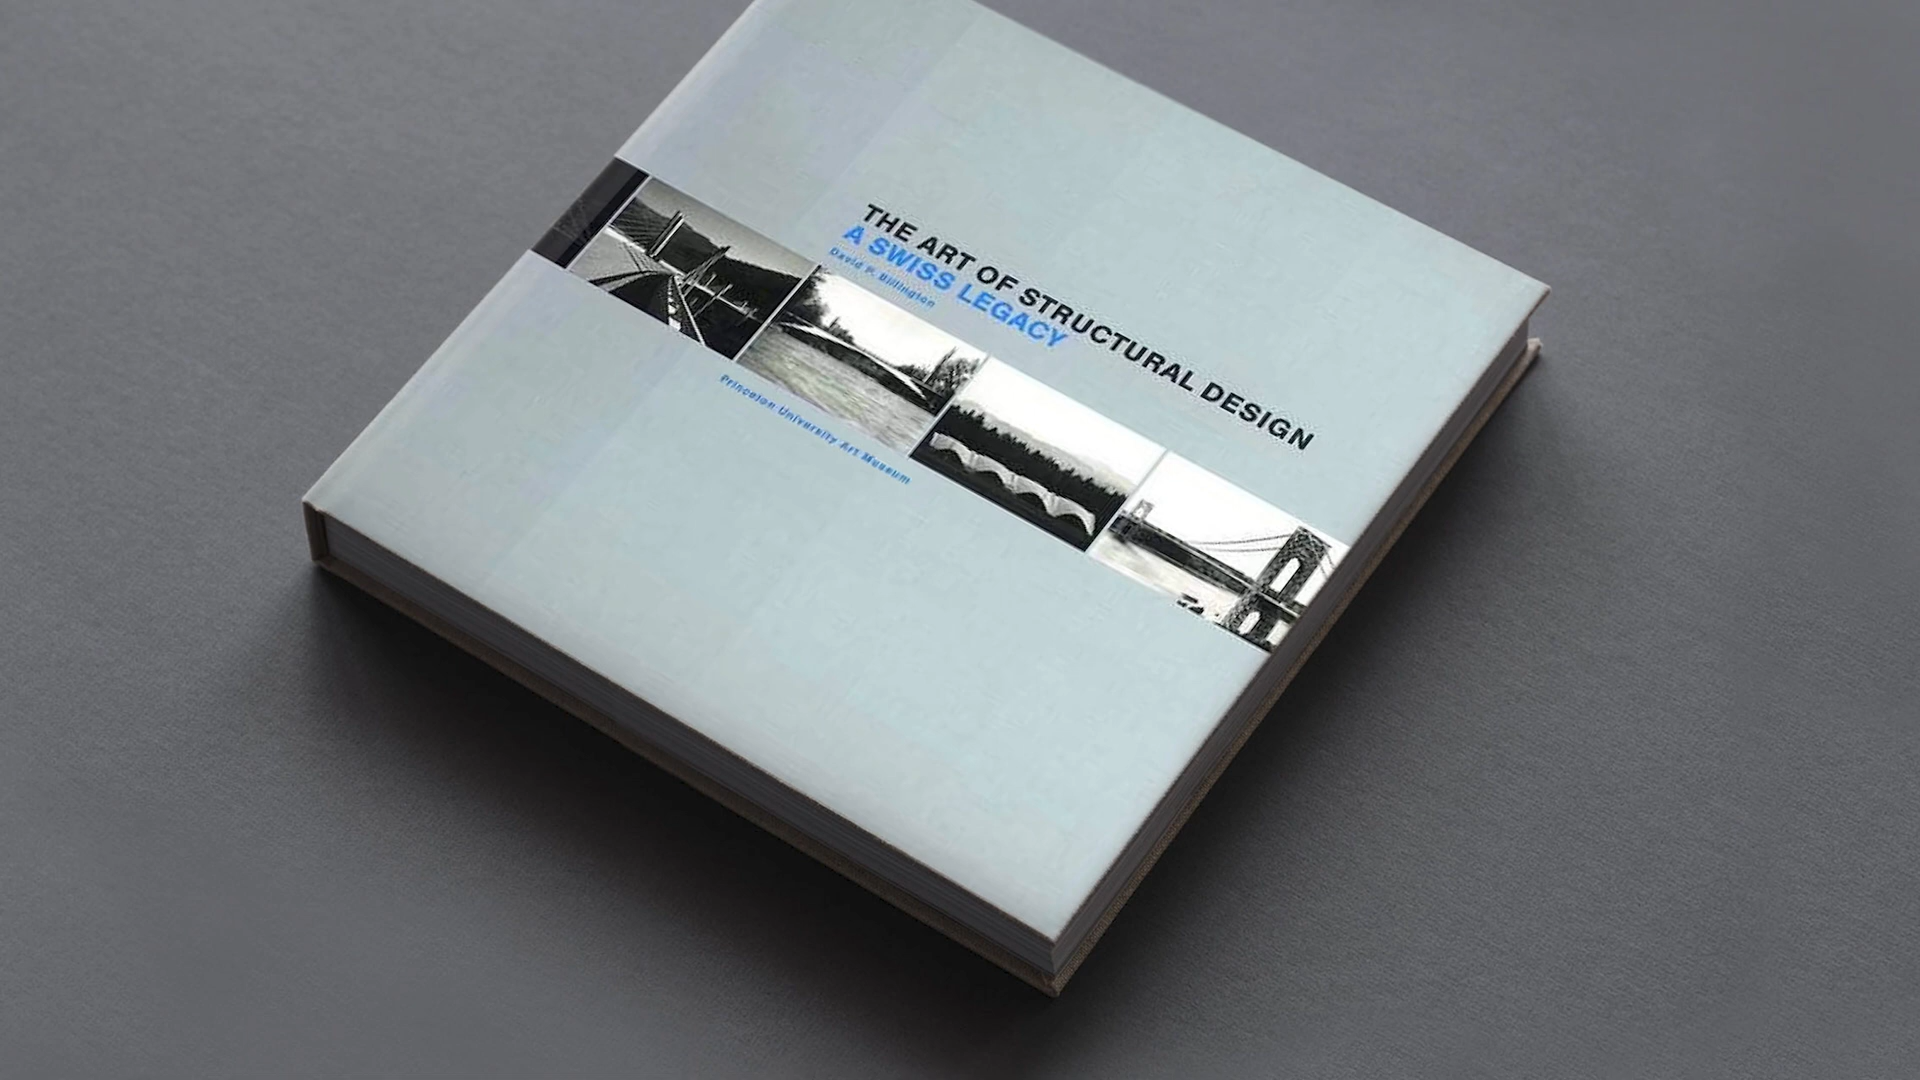 THE ART OF STRUCTURAL DESIGN
A SWISS LEGACY
David P. Billington
Princeton University Art Museum